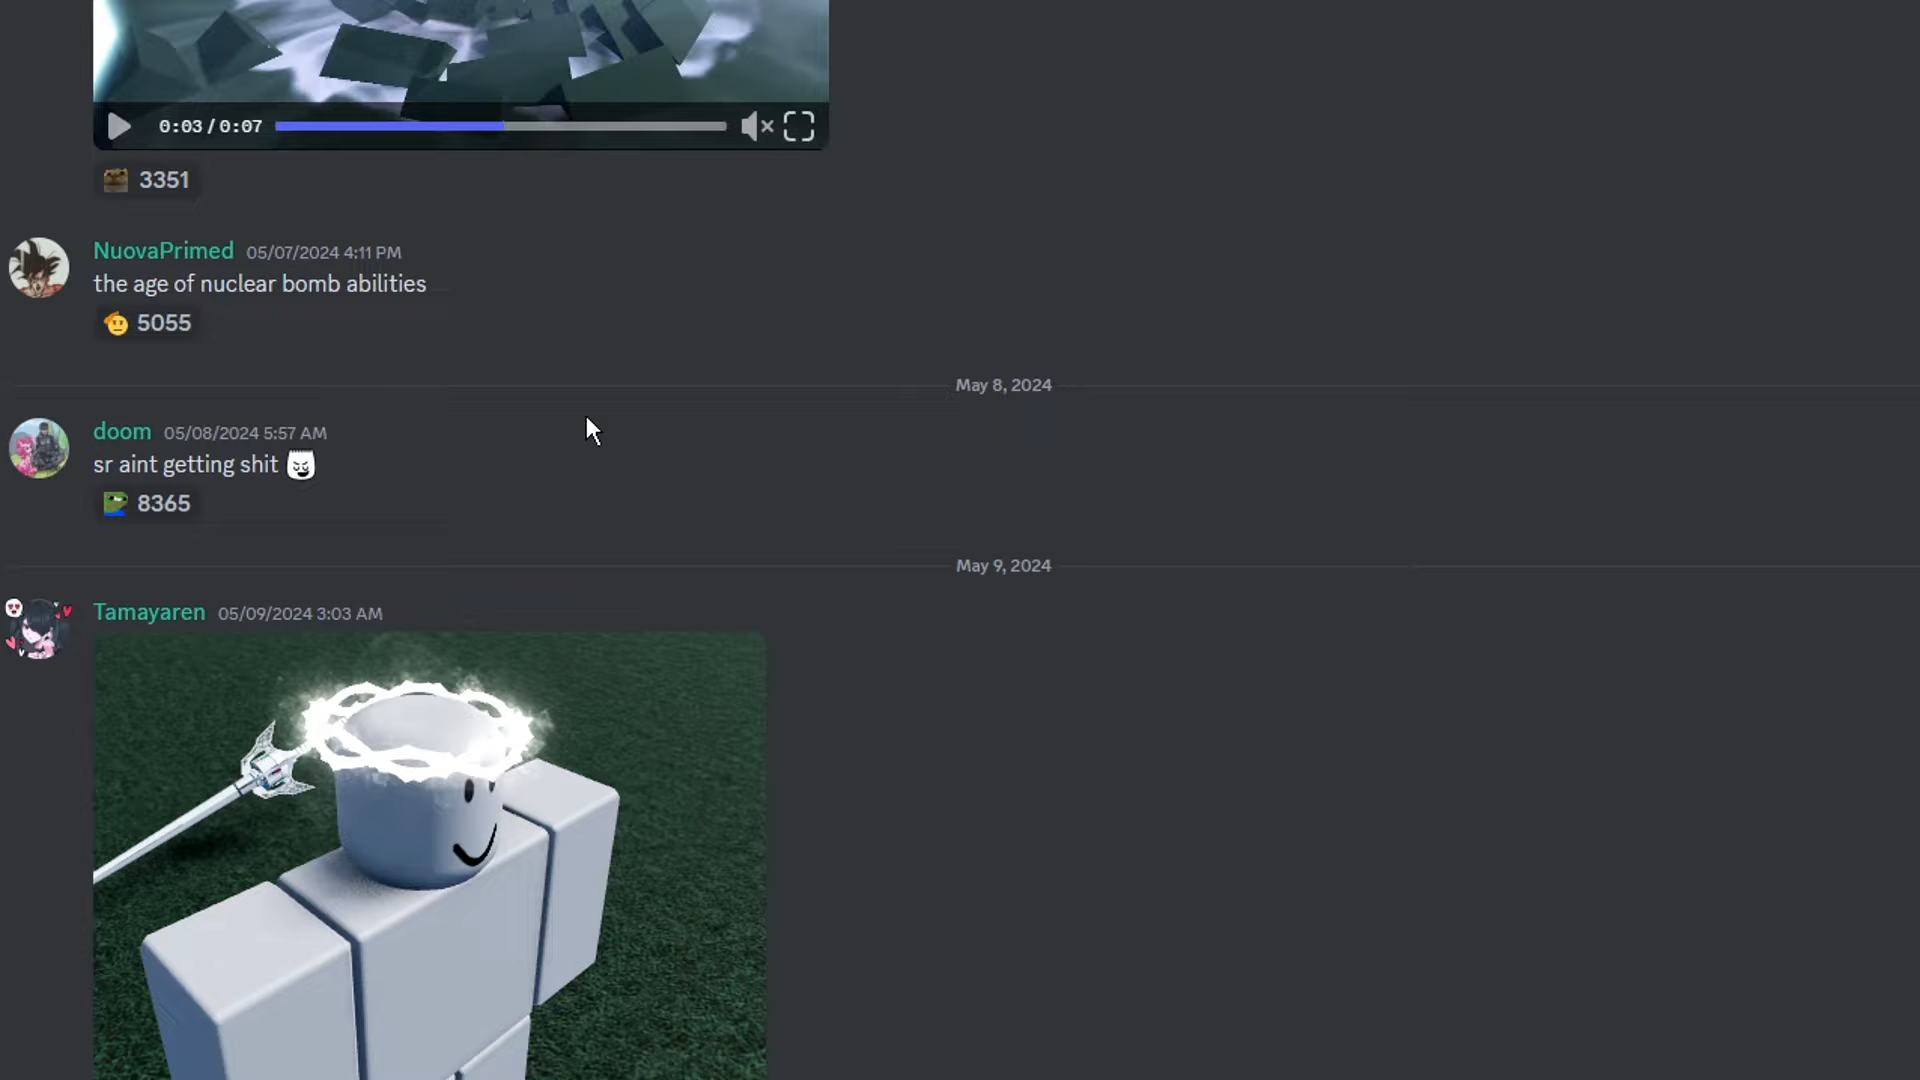 0:03 / 0:07
3351
NuovaPrimed 05/07/2024 4:11 PM
the age of nuclear bomb abilities
5055
May 8, 2024
doom 05/08/2024 5:57 AM
sr aint getting shit
8365
May 9, 2024
Tamayaren 05/09/2024 3:03 AM